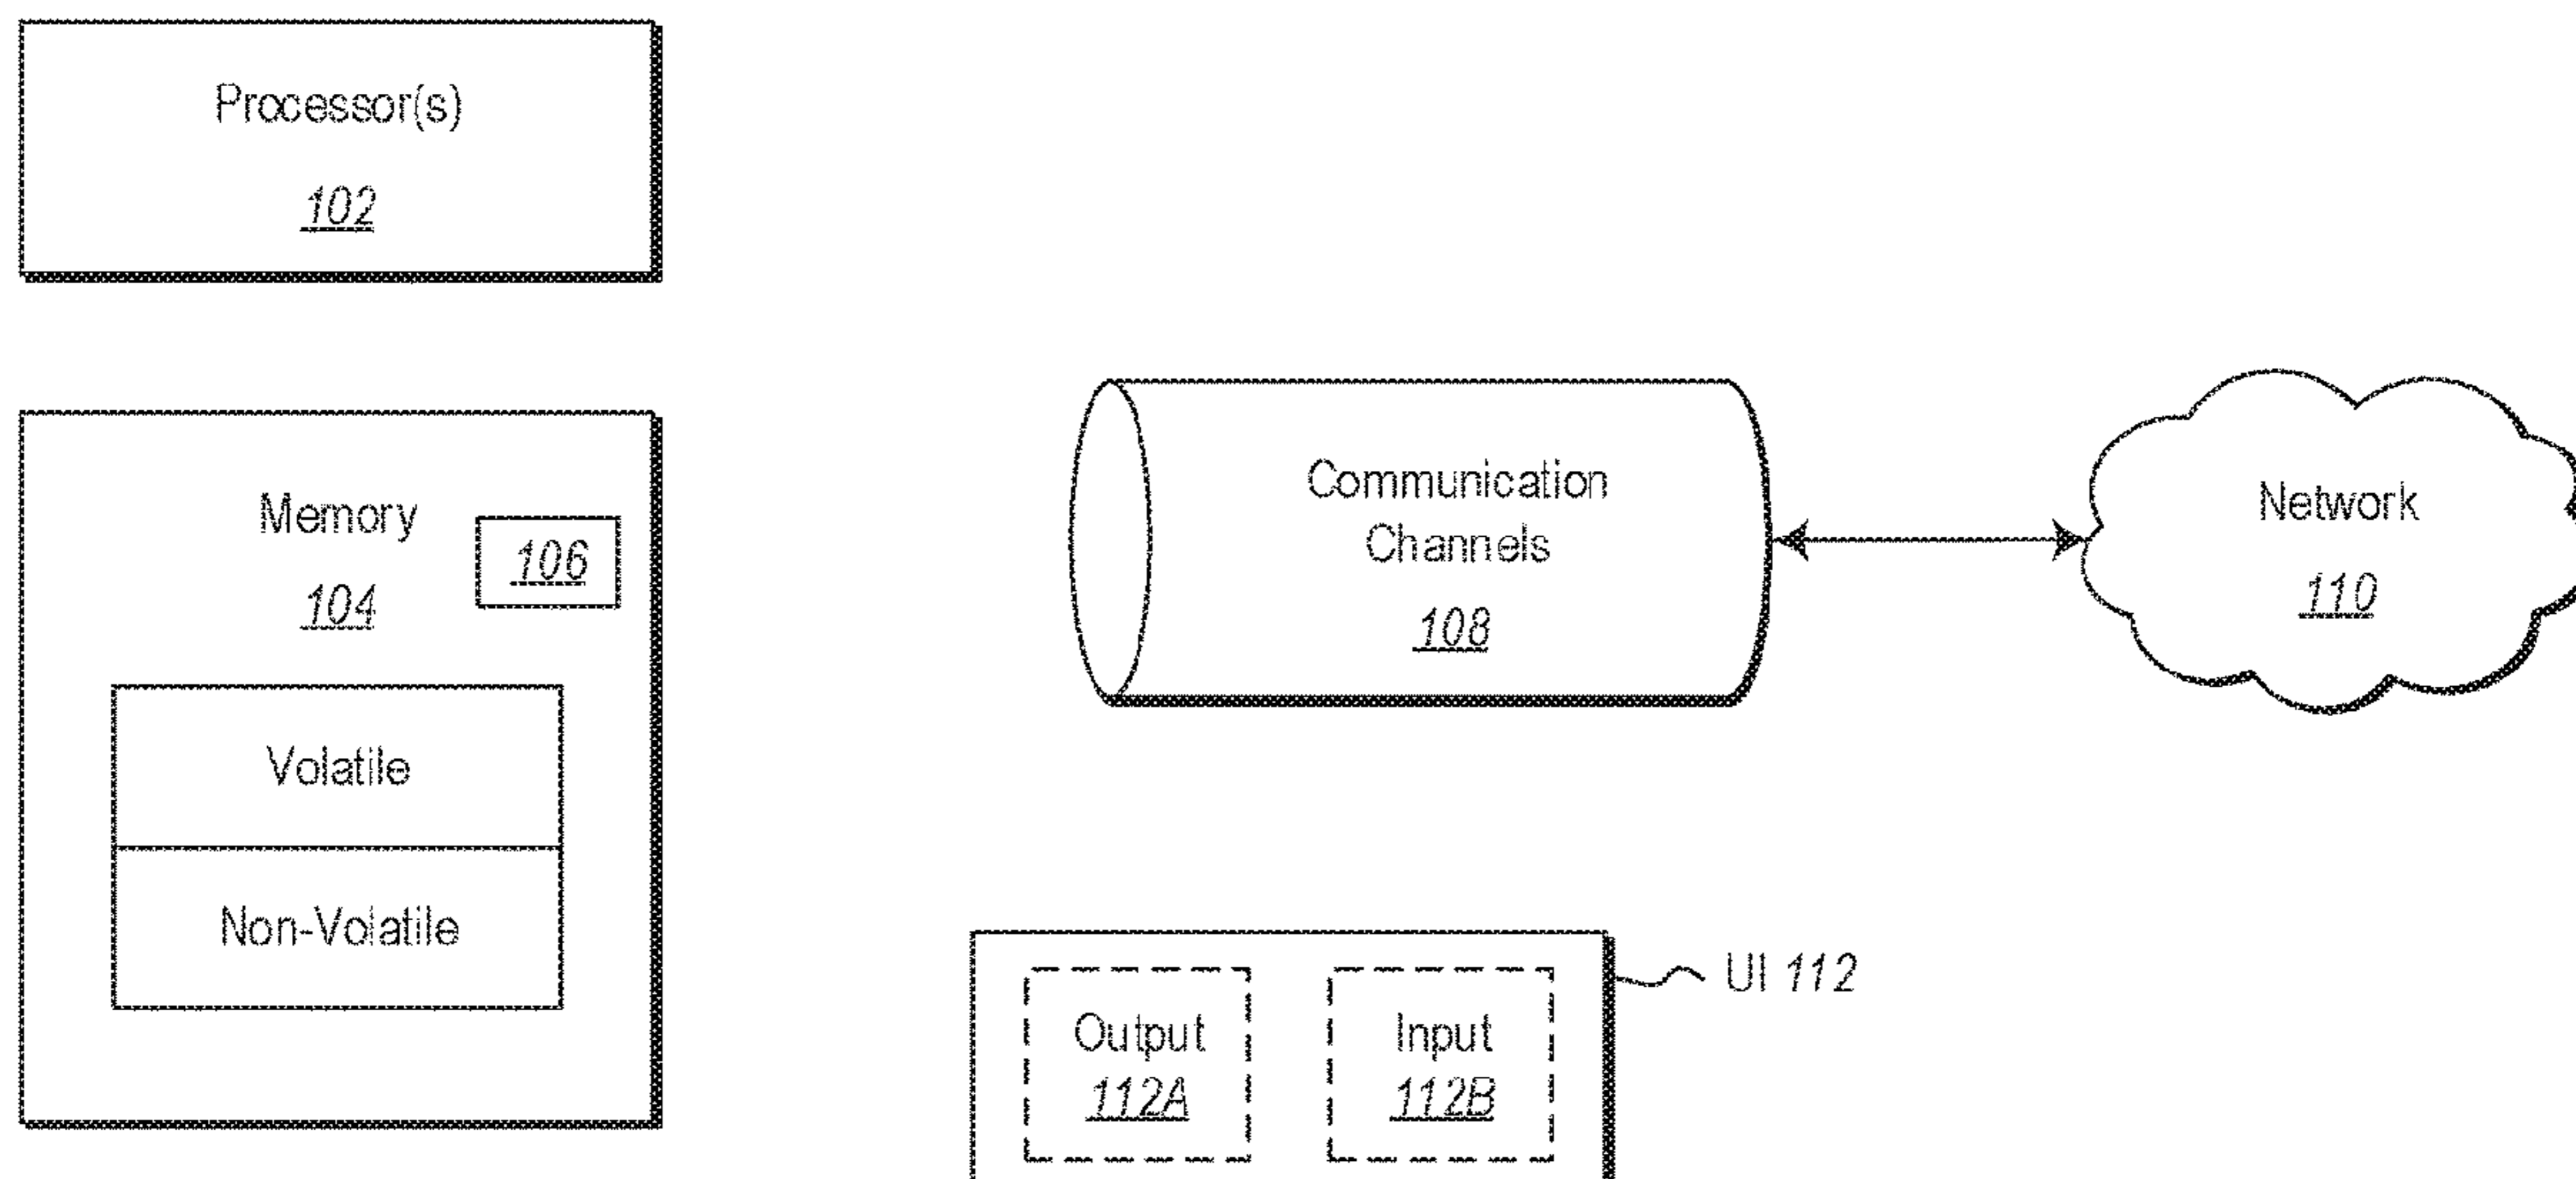 Processor(s)
102
Memory
104
106
Volatile
Non-Volatile
Communication
Channels
108
Network
110
UI 112
Output
112A
Input
112B